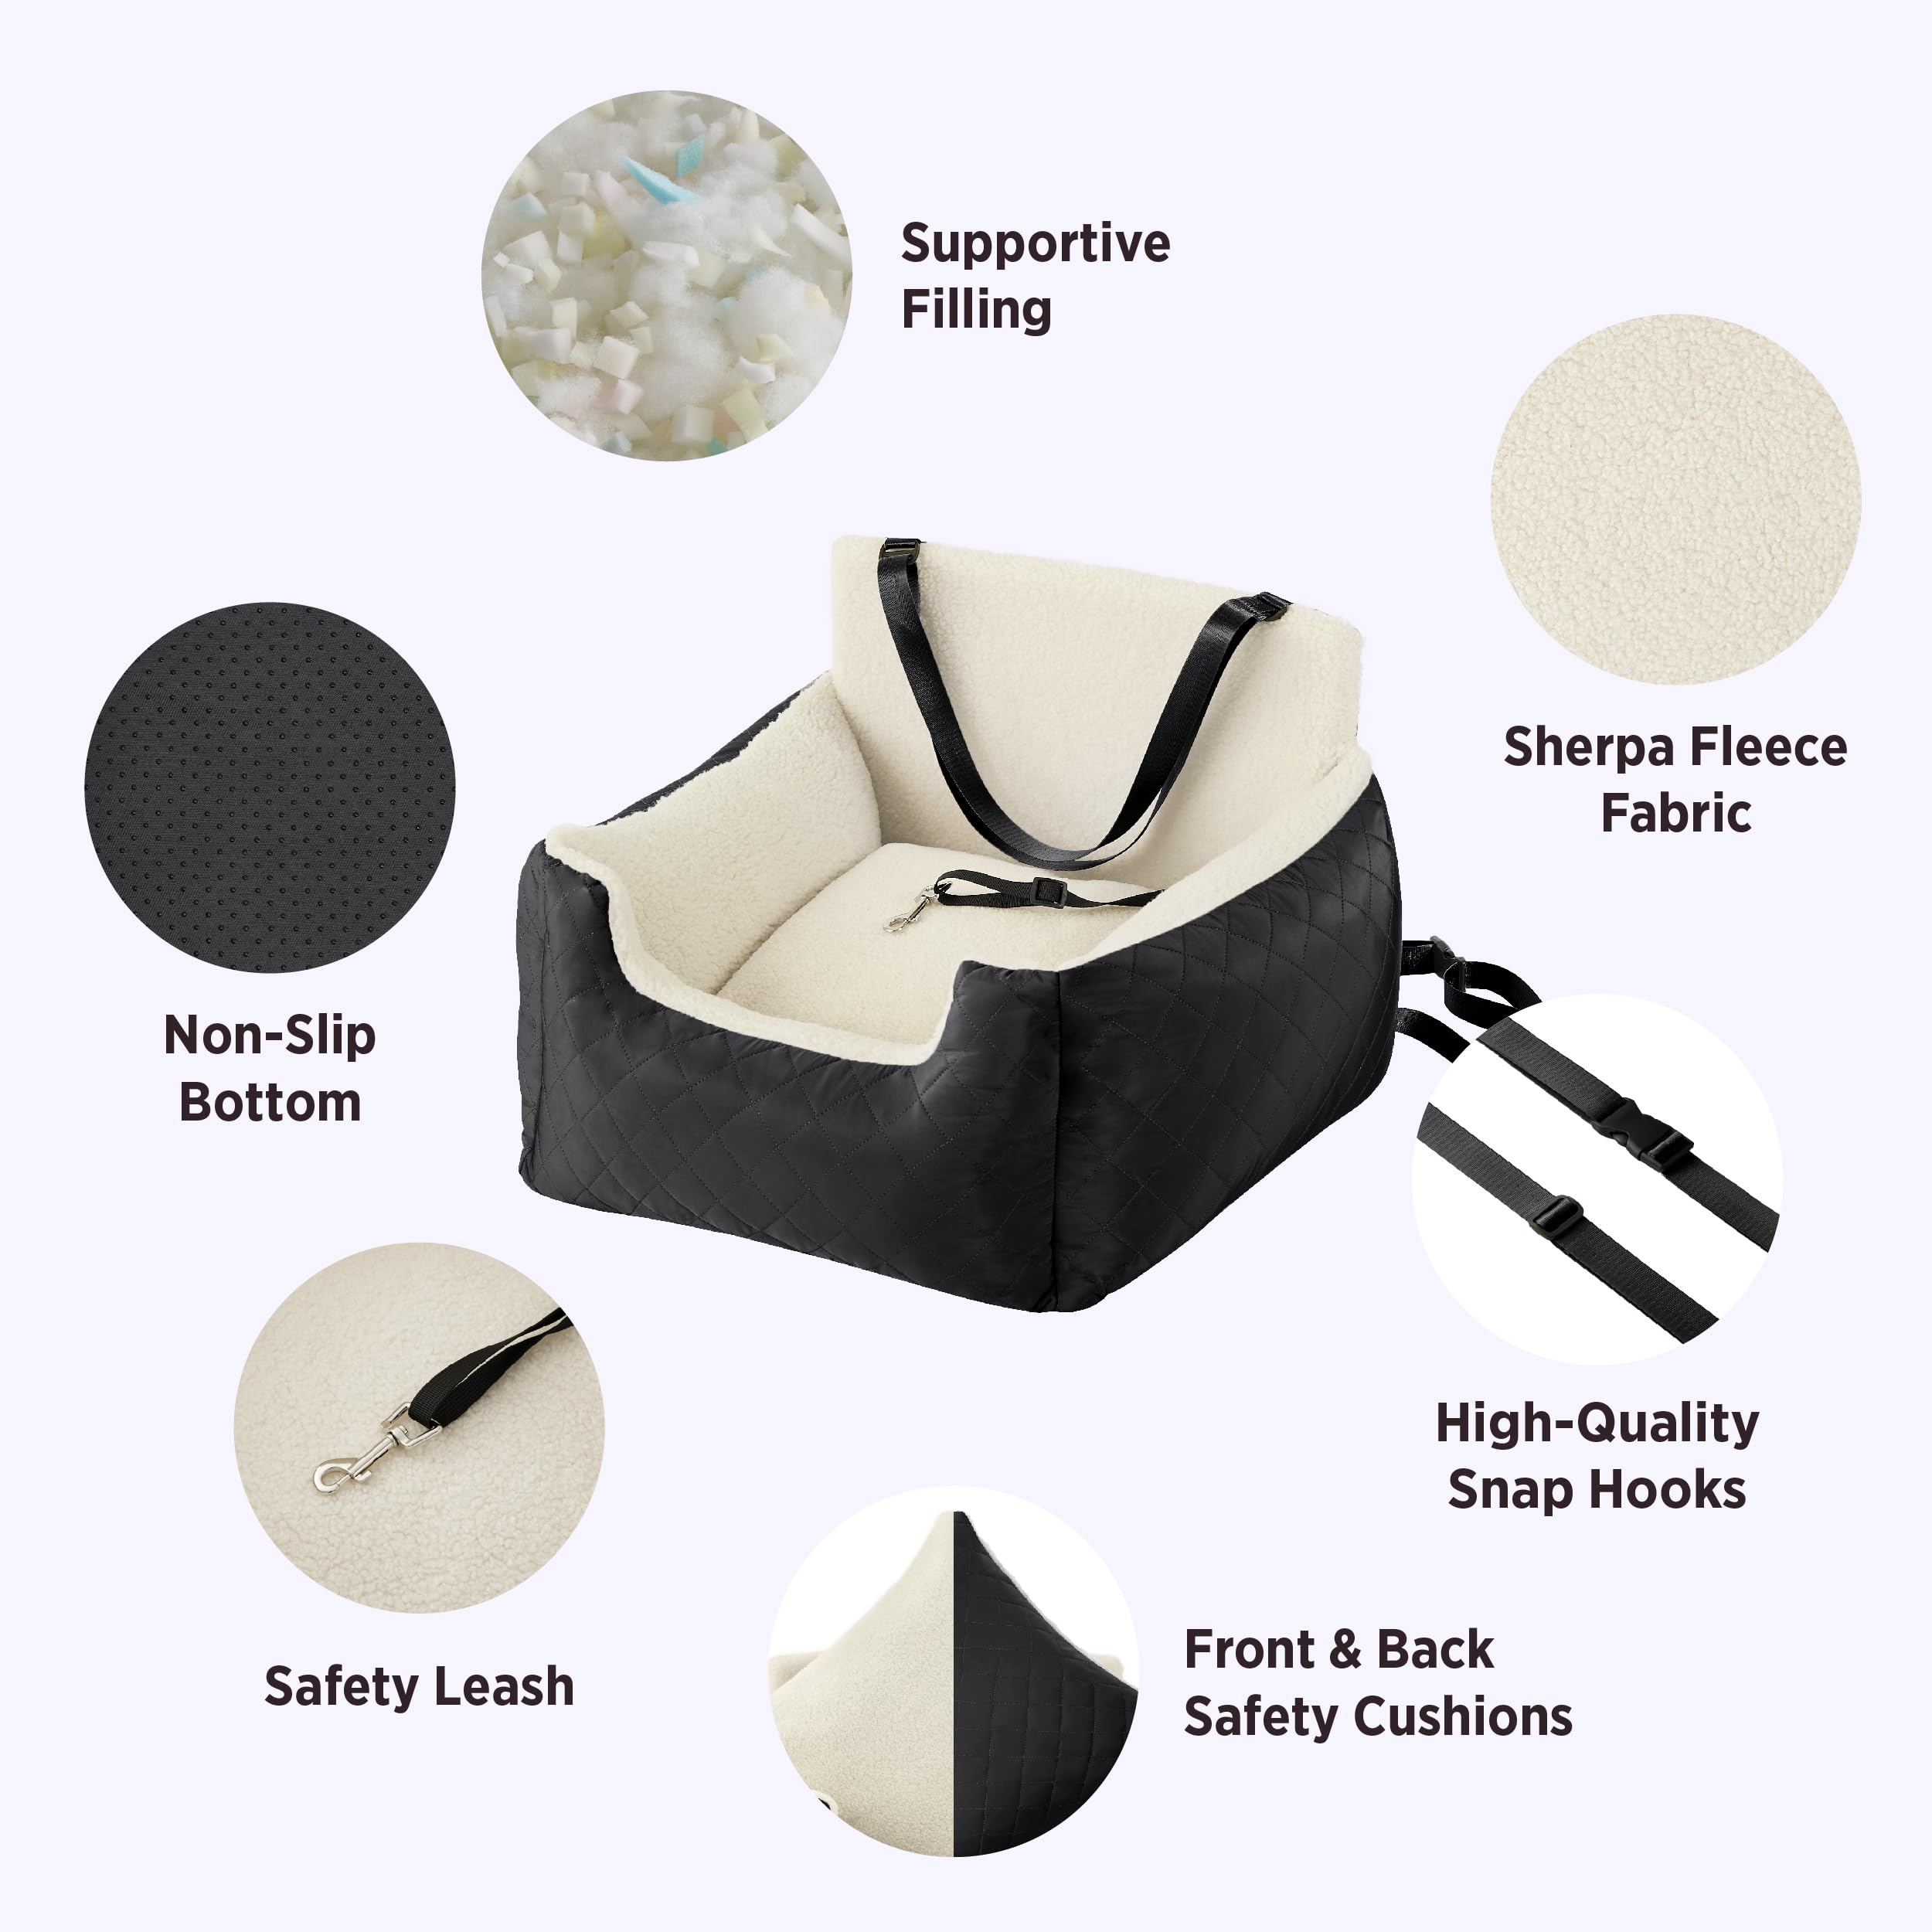 Supportive
Filling
Sherpa Fleece
Fabric
Non-Slip
Bottom
High-Quality
Snap Hooks
Safety Leash
Front & Back
Safety Cushions